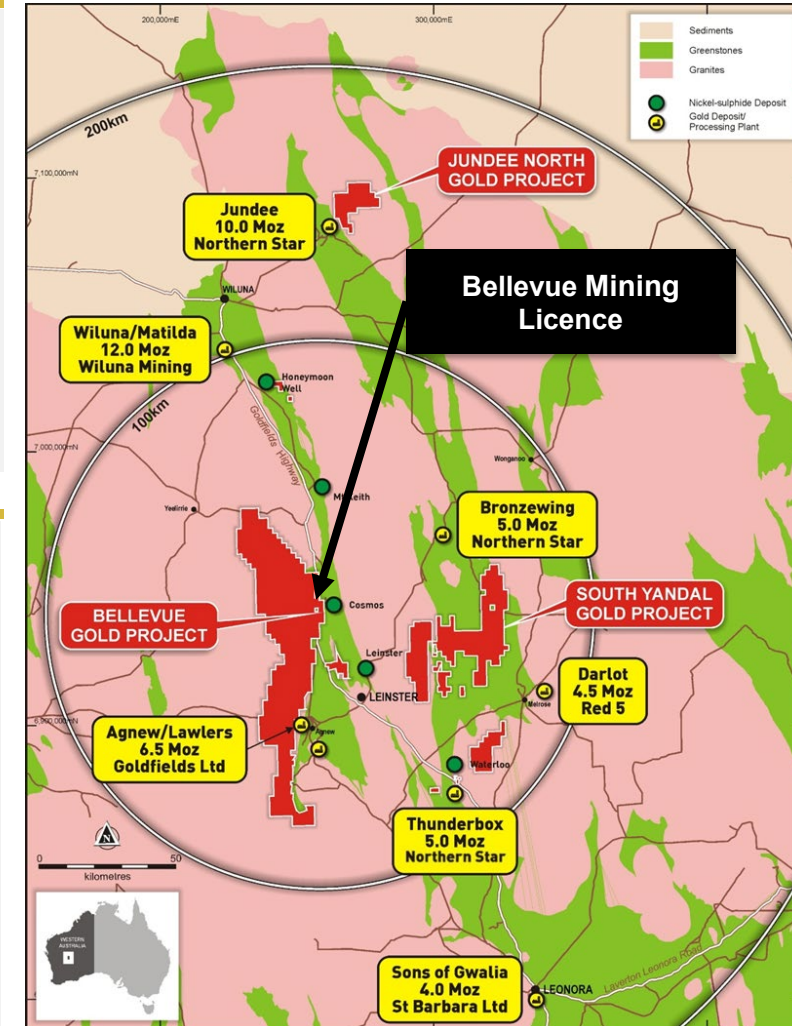 200,000mE
300,000mE
Sediments
Greenstones
Granites
Nickel-sulphide Deposit
Gold Deposit/
Processing Plant
200km
7,100,000mN
JUNDEE NORTH
GOLD PROJECT
Jundee
10.0 Moz
Northern Star
Bellevue Mining
Licence
WILUNA
Wiluna/Matilda
12.0 Moz
Wiluna Mining
Honeymoon
Well
100km
Goldfields Highway
7,000,000mN
Wonganoo
Mt Keith
Yeelirrie
Bronzewing
5.0 Moz
Northern Star
Cosmos
BELLEVUE
GOLD PROJECT
SOUTH YANDAL
GOLD PROJECT
Leinster
LEINSTER
Darlot
4.5 Moz
Red 5
Melrose
6,900,000mN
Agnew/Lawlers
6.5 Moz
Goldfields Ltd
Agnew
Waterloo
Thunderbox
5.0 Moz
Northern Star
N
0
50
kilometres
WESTERN
AUSTRALIA
Laverton Leonora Road
Sons of Gwalia
4.0 Moz
St Barbara Ltd
LEONORA